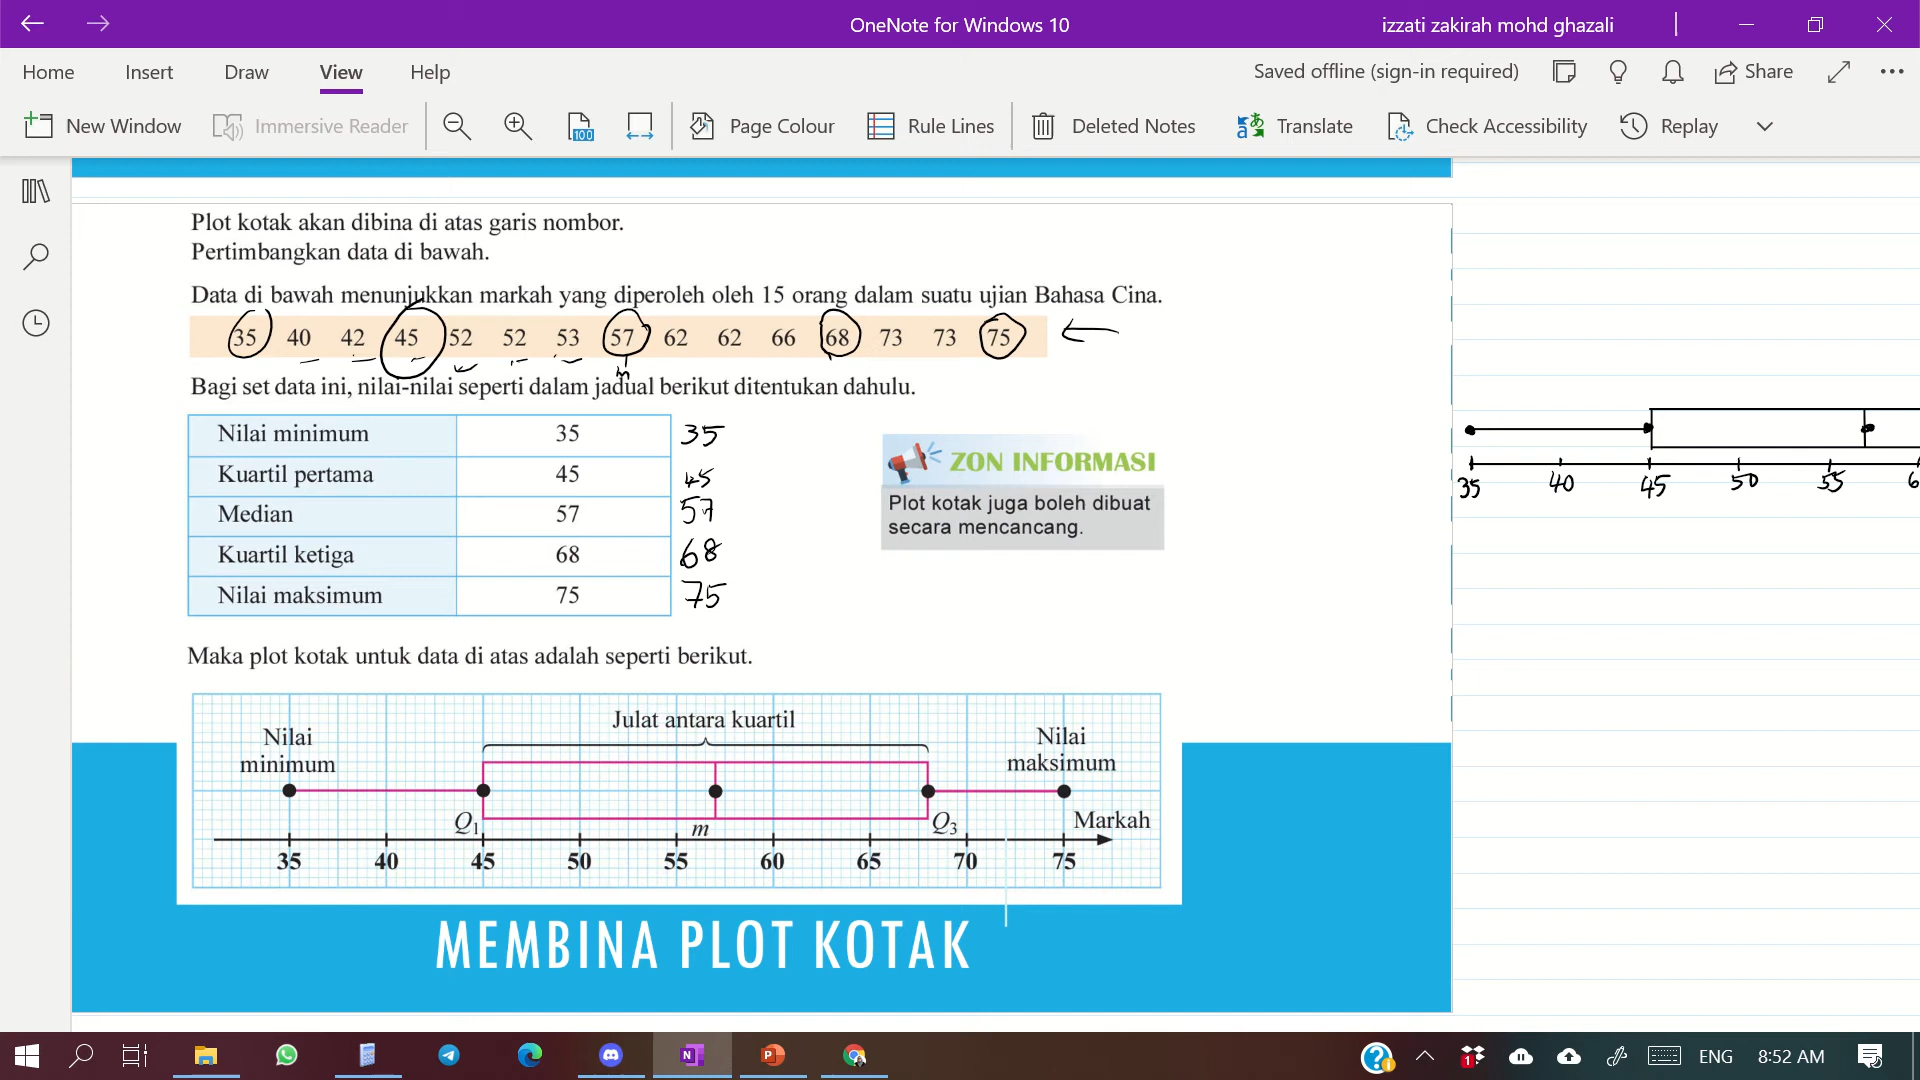 OneNote for Windows 10
izzati zakirah mohd ghazali
Home Insert Draw View Help
Saved offline (sign-in required) Share
New Window Immersive Reader 100 Page Colour Rule Lines Deleted Notes Translate Check Accessibility Replay
Plot kotak akan dibina di atas garis nombor.
Pertimbangkan data di bawah.
Data di bawah menunjukkan markah yang diperoleh oleh 15 orang dalam suatu ujian Bahasa Cina.
35 40 42 45 52 52 53 57 62 62 66 68 73 73 75
m
Bagi set data ini, nilai-nilai seperti dalam jadual berikut ditentukan dahulu.
Nilai minimum 35 35
Kuartil pertama 45 45
Median 57 57
Kuartil ketiga 68 68
Nilai maksimum 75 75
ZON INFORMASI
Plot kotak juga boleh dibuat
secara mencancang.
35 40 45 50 55 6
Maka plot kotak untuk data di atas adalah seperti berikut.
Julat antara kuartil
Nilai
minimum
Nilai
maksimum
Q1 m Q3 Markah
35 40 45 50 55 60 65 70 75
MEMBINA PLOT KOTAK
ENG 8:52 AM